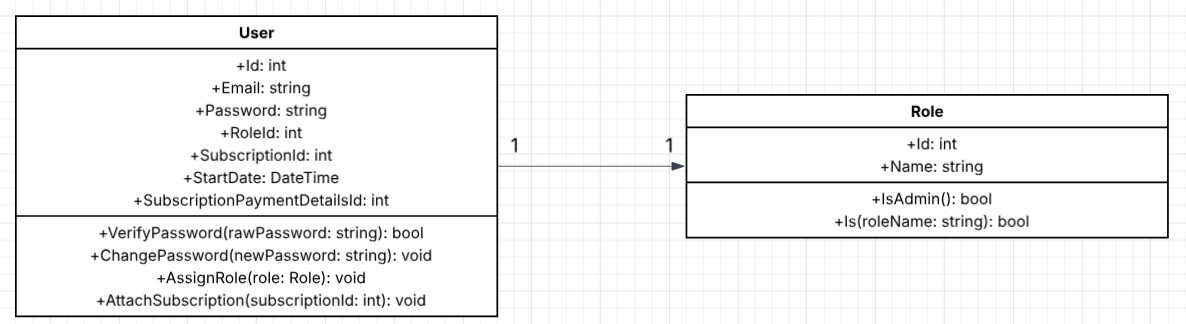 User
+Id: int
+Email: string
+Password: string
+RoleId: int
+SubscriptionId: int
+StartDate: DateTime
+SubscriptionPaymentDetailsId: int
+VerifyPassword(rawPassword: string): bool
+ChangePassword(newPassword: string): void
+AssignRole(role: Role): void
+AttachSubscription(subscriptionId: int): void
1
1
Role
+Id: int
+Name: string
+IsAdmin(): bool
+Is(roleName: string): bool